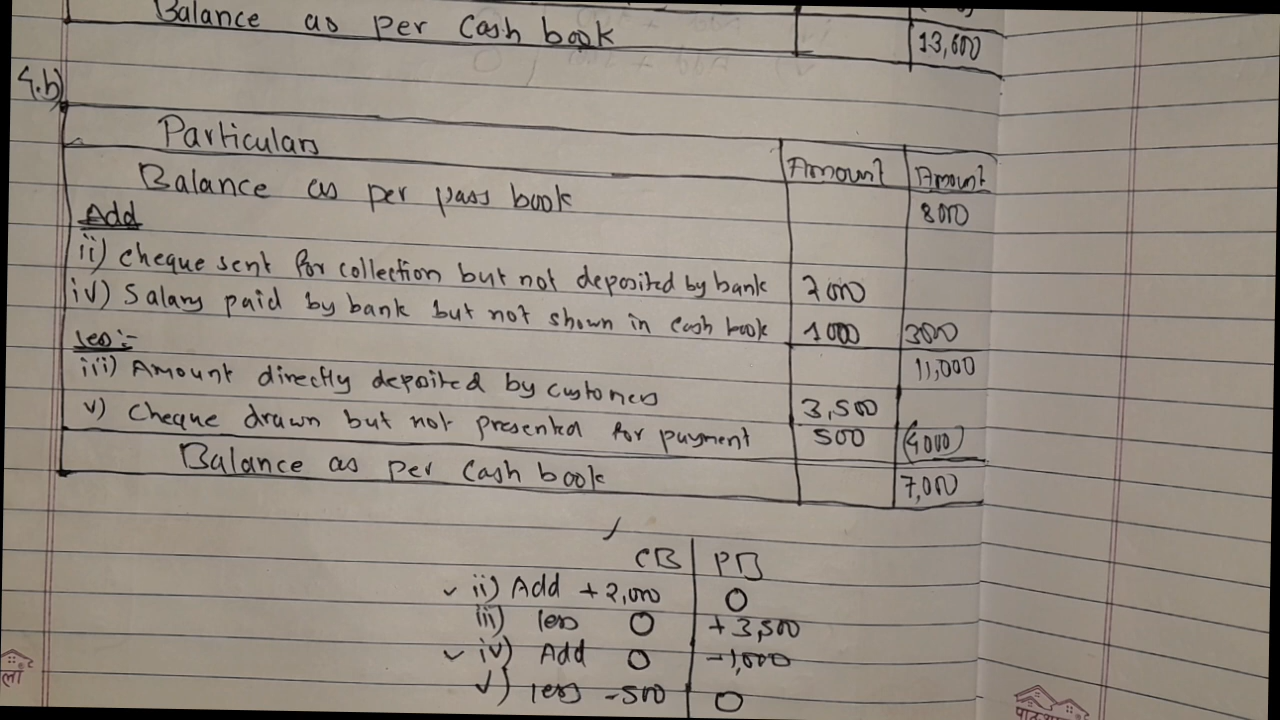 Balance as per Cash book 13,600
4.b)
Particulars Amount Amount
Balance as per pass book 8000
Add
ii) Cheque sent for collection but not deposited by bank 2000
iv) Salary paid by bank but not shown in Cash book 1000 3000
less :-
11,000
iii) Amount directly deposited by customers 3,500
v) Cheque drawn but not presented for payment 500 (4000)
Balance as per Cash book 7,000
CB PB
ii) Add +2,000 0
iii) less 0 +3,500
iv) Add 0 -1,000
v) less -500 0